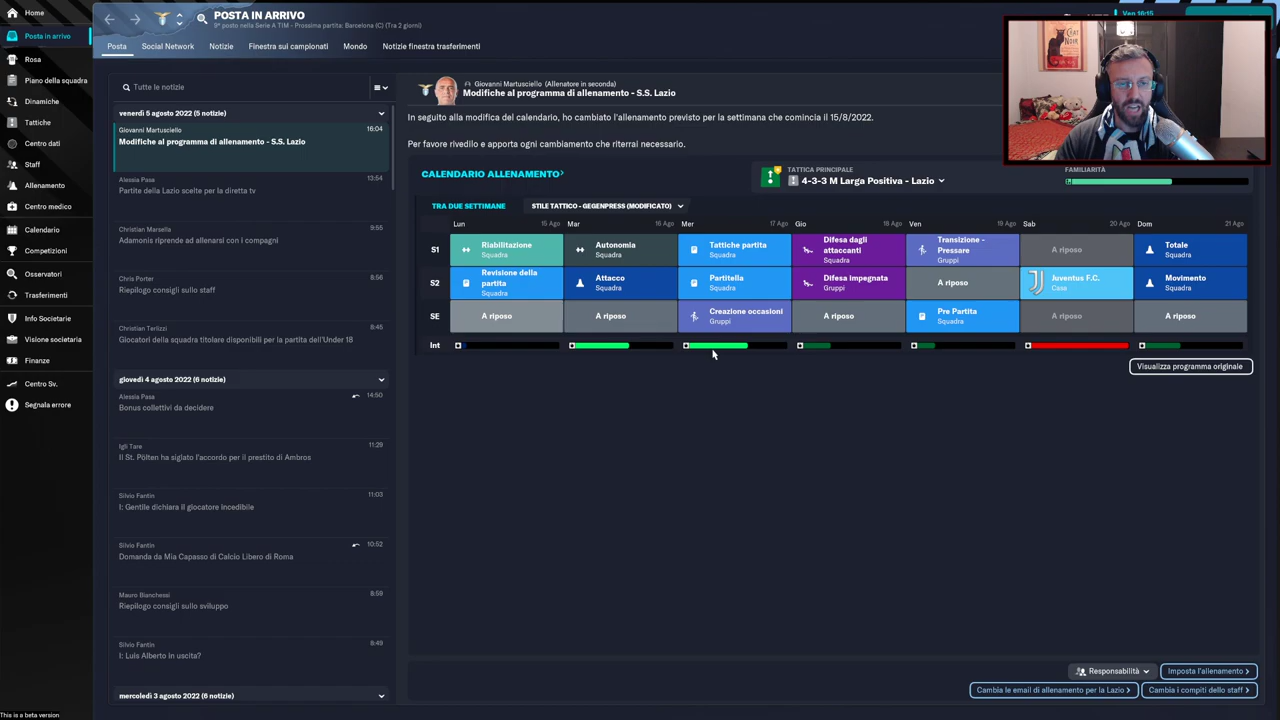 Home
Posta in arrivo
Rosa
Piano della squadra
Dinamiche
Tattiche
Centro dati
Staff
Allenamento
Centro medico
Calendario
Competizioni
Osservatori
Trasferimenti
Info Societarie
Visione societaria
Finanze
Centro Sv.
Segnala errore
This is a beta version
POSTA IN ARRIVO
9° posto nella Serie A TIM - Prossima partita: Barcelona (C) (Tra 2 giorni)
Ven 16:15
Posta
Social Network
Notizie
Finestra sui campionati
Mondo
Notizie finestra trasferimenti
Tutte le notizie
venerdì 5 agosto 2022 (5 notizie)
Giovanni Martusciello 16:04
Modifiche al programma di allenamento - S.S. Lazio
Alessia Pasa 13:54
Partite della Lazio scelte per la diretta tv
Christian Marsella 9:56
Adamonis riprende ad allenarsi con i compagni
Chris Porter 8:56
Riepilogo consigli sullo staff
Christian Terlizzi 8:45
Giocatori della squadra titolare disponibili per la partita dell'Under 18
giovedì 4 agosto 2022 (6 notizie)
Alessia Pasa 14:50
Bonus collettivi da decidere
Igli Tare 11:29
Il St. Pölten ha siglato l'accordo per il prestito di Ambros
Silvio Fantin 11:03
I: Gentile dichiara il giocatore incedibile
Silvio Fantin 10:52
Domanda da Mia Capasso di Calcio Libero di Roma
Mauro Bianchessi 8:59
Riepilogo consigli sullo sviluppo
Silvio Fantin 8:49
I: Luis Alberto in uscita?
mercoledì 3 agosto 2022 (6 notizie)
Giovanni Martusciello (Allenatore in seconda)
Modifiche al programma di allenamento - S.S. Lazio
In seguito alla modifica del calendario, ho cambiato l'allenamento previsto per la settimana che comincia il 15/8/2022.
Per favore rivedilo e apporta ogni cambiamento che riterrai necessario.
CALENDARIO ALLENAMENTO
TATTICA PRINCIPALE
4-3-3 M Larga Positiva - Lazio
FAMILIARITÀ
TRA DUE SETTIMANE
STILE TATTICO - GEGENPRESS (MODIFICATO)
Lun 15 Ago Mar 16 Ago Mer 17 Ago Gio 18 Ago Ven 19 Ago Sab 20 Ago Dom 21 Ago
S1
Riabilitazione
Squadra
Autonomia
Squadra
Tattiche partita
Squadra
Difesa dagli
attaccanti
Squadra
Transizione -
Pressare
Gruppi
A riposo
Totale
Squadra
S2
Revisione della
partita
Squadra
Attacco
Squadra
Partitella
Squadra
Difesa impegnata
Gruppi
A riposo
Juventus F.C.
Casa
Movimento
Squadra
SE
A riposo
A riposo
Creazione occasioni
Gruppi
A riposo
Pre Partita
Squadra
A riposo
A riposo
Int
Visualizza programma originale
Responsabilità
Imposta l'allenamento
Cambia le email di allenamento per la Lazio
Cambia i compiti dello staff